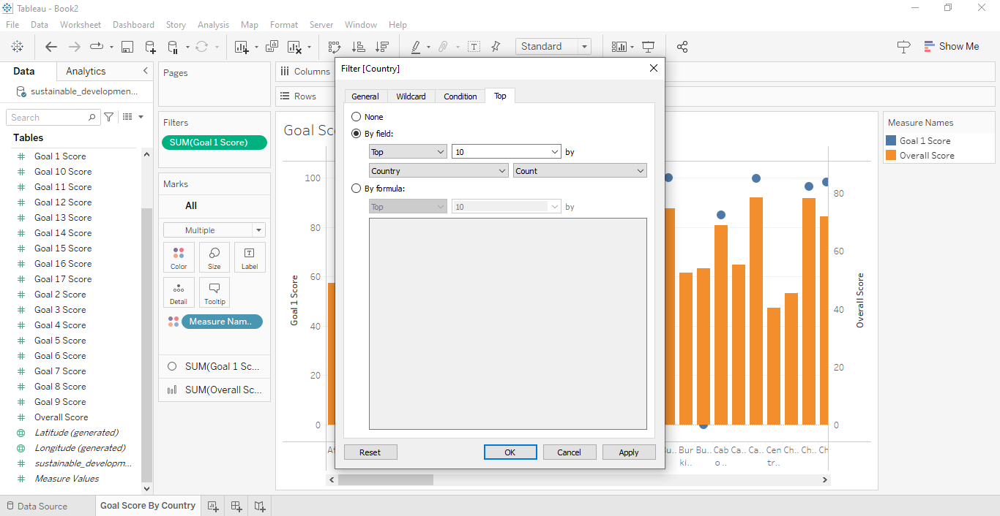 Tableau - Book2
File Data Worksheet Dashboard Story Analysis Map Format Server Window Help
Standard
Show Me
Data
Analytics
sustainable_developmen...
Search
Tables
Goal 1 Score
Goal 10 Score
Goal 11 Score
Goal 12 Score
Goal 13 Score
Goal 14 Score
Goal 15 Score
Goal 16 Score
Goal 17 Score
Goal 2 Score
Goal 3 Score
Goal 4 Score
Goal 5 Score
Goal 6 Score
Goal 7 Score
Goal 8 Score
Goal 9 Score
Overall Score
Latitude (generated)
Longitude (generated)
sustainable_developm...
Measure Values
Pages
Filters
SUM(Goal 1 Score)
Marks
All
Multiple
Color
Size
Label
Detail
Tooltip
Measure Nam..
SUM(Goal 1 Sc...
SUM(Overall Sc...
Columns
Rows
Goal Sc
100
80
60
40
20
0
Goal 1 Score
Filter [Country]
General
Wildcard
Condition
Top
None
By field:
Top
10
by
Country
Count
By formula:
Top
10
by
Reset
OK
Cancel
Apply
80
60
40
20
0
Overall Score
Bur
ki..
Bu..
Cabo ..
Ca..
Ca..
Cen
tr..
Ch..
Ch..
Ch
Measure Names
Goal 1 Score
Overall Score
Data Source
Goal Score By Country